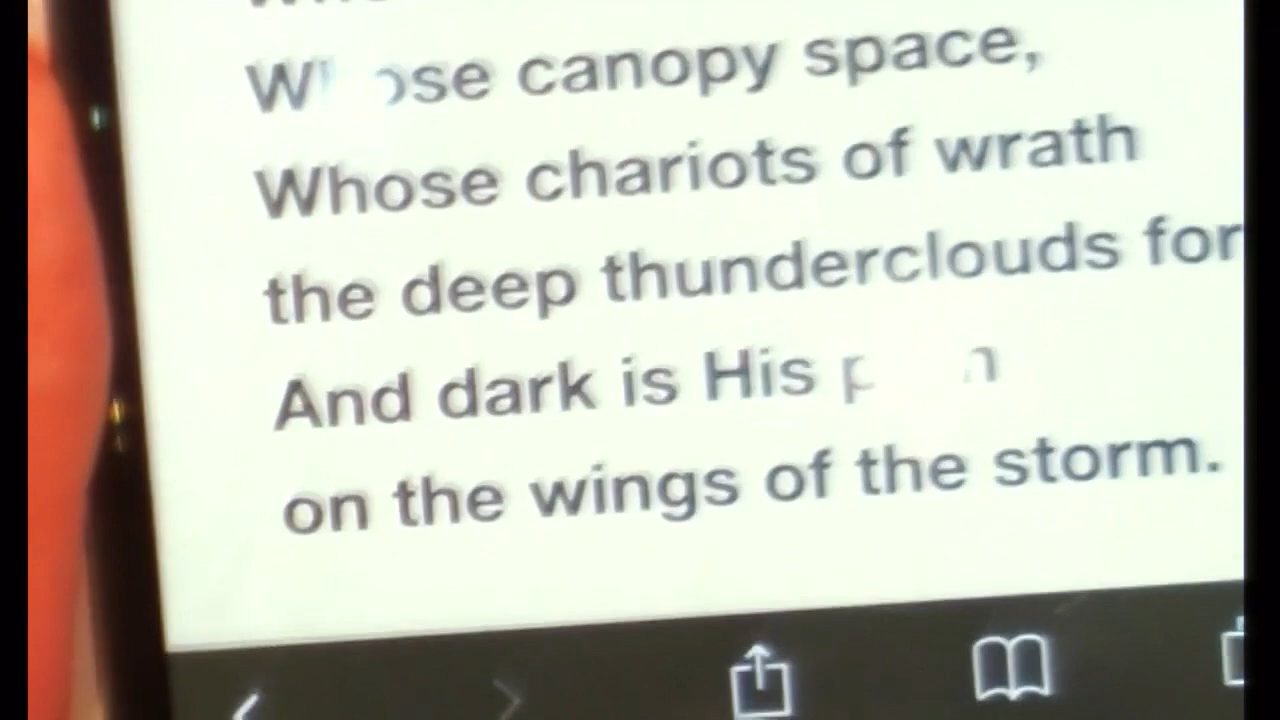 canopy space,
Whose chariots of wrath
the deep thunderclouds for
And dark is His
on the wings of the storm.